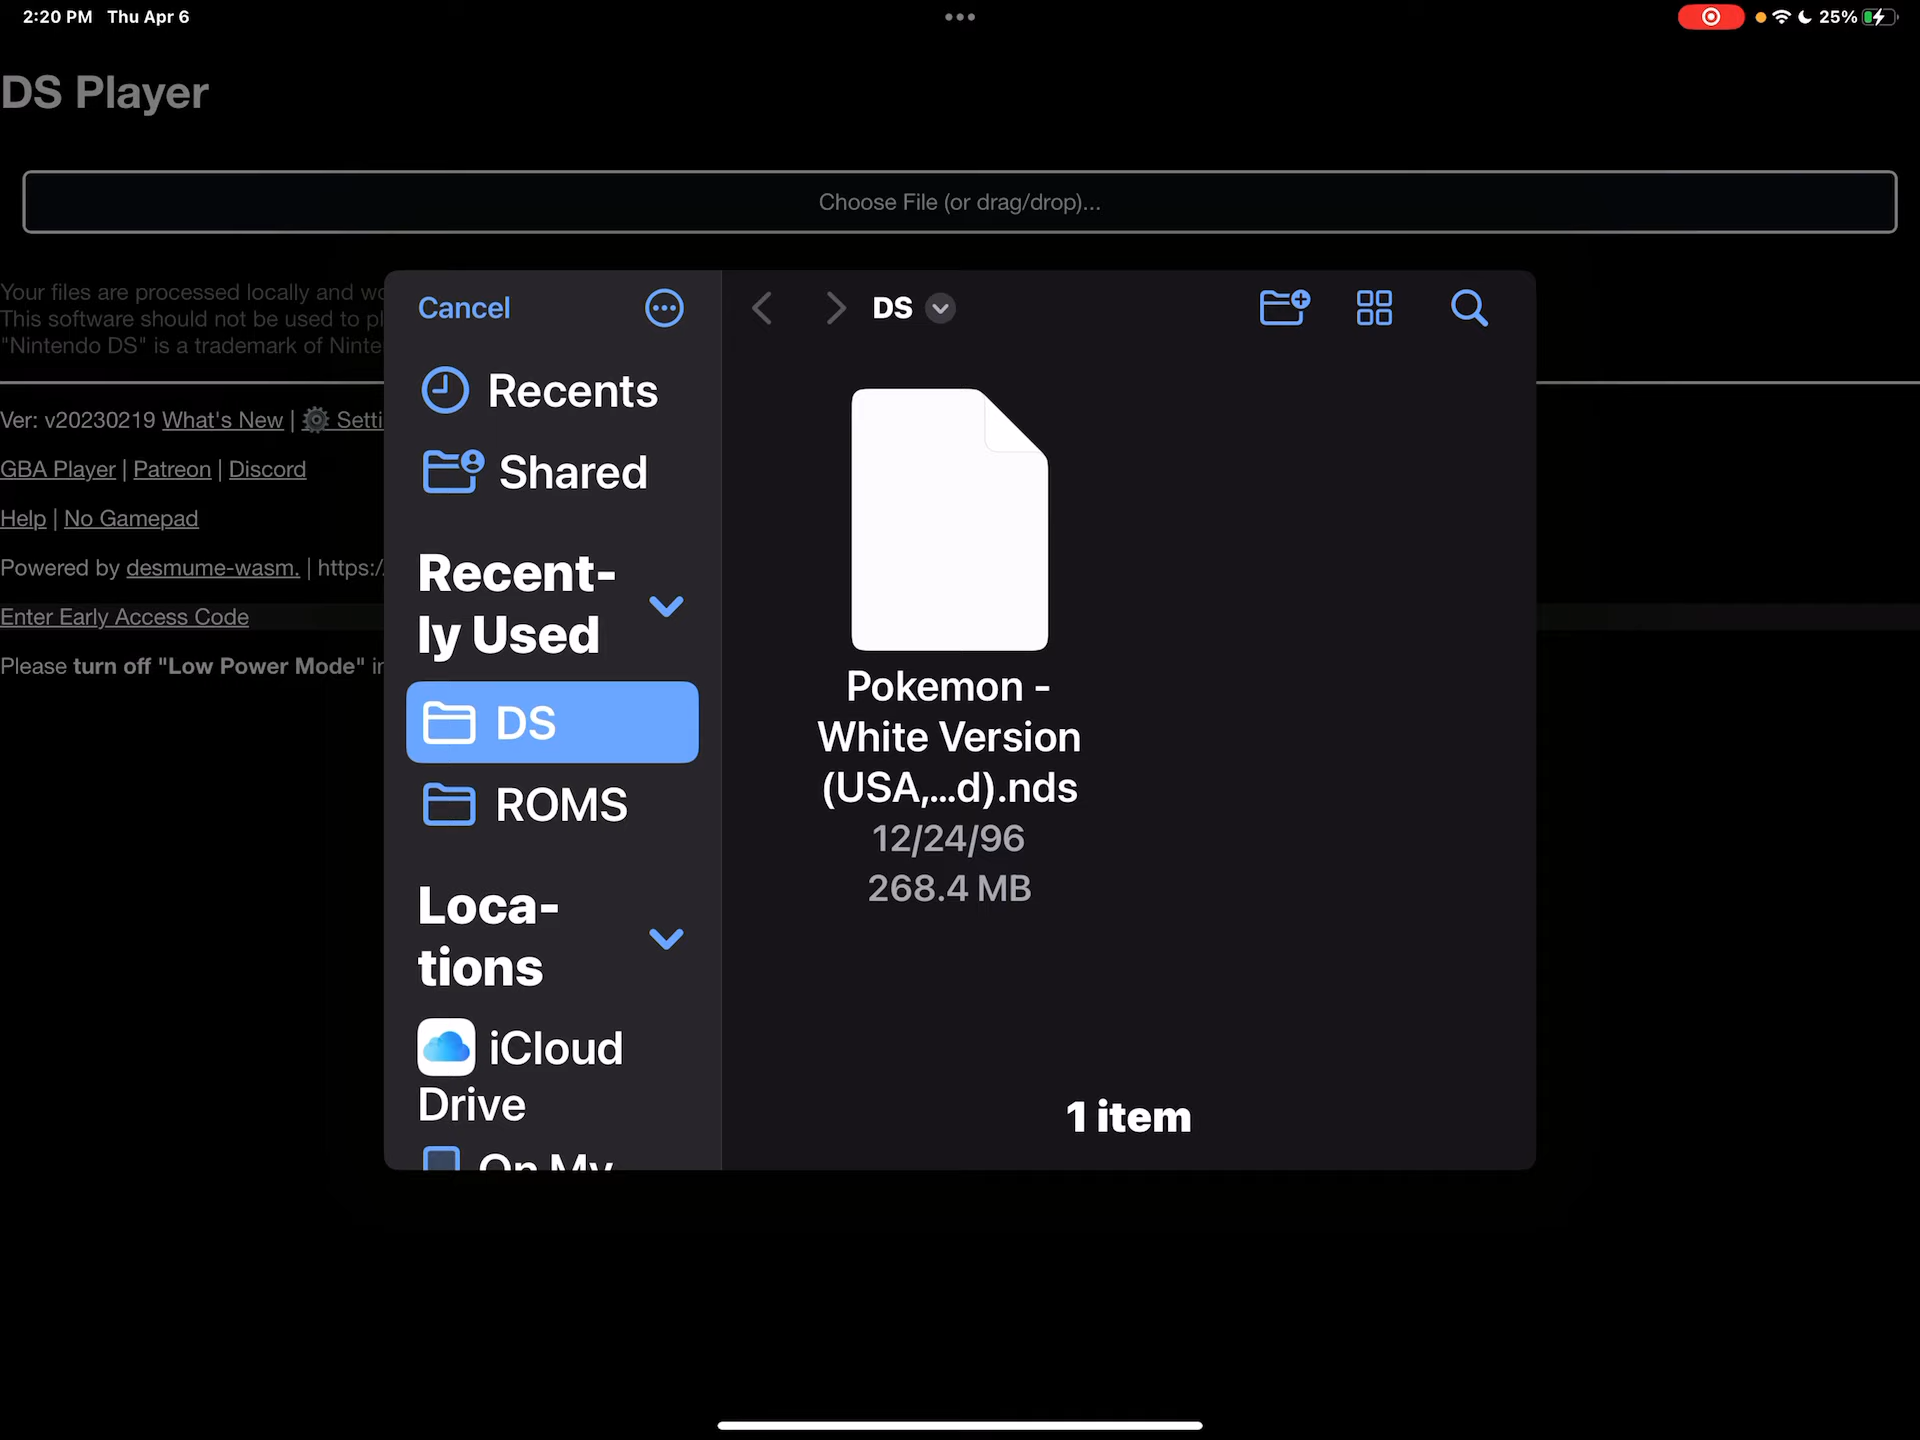 2:20 PM Thu Apr 6
25%
DS Player
Choose File (or drag/drop)...
Your files are processed locally and
This software should not be used to
"Nintendo DS" is a trademark of
Ver: v20230219 What's New |
GBA Player | Patreon | Discord
Help | No Gamepad
Powered by desmume-wasm. | https:/
Enter Early Access Code
Please turn off "Low Power Mode"
Cancel
Recents
Shared
Recent-
ly Used
DS
ROMS
Loca-
tions
iCloud
Drive
On My
DS
Pokemon -
White Version
(USA,...d).nds
12/24/96
268.4 MB
1 item